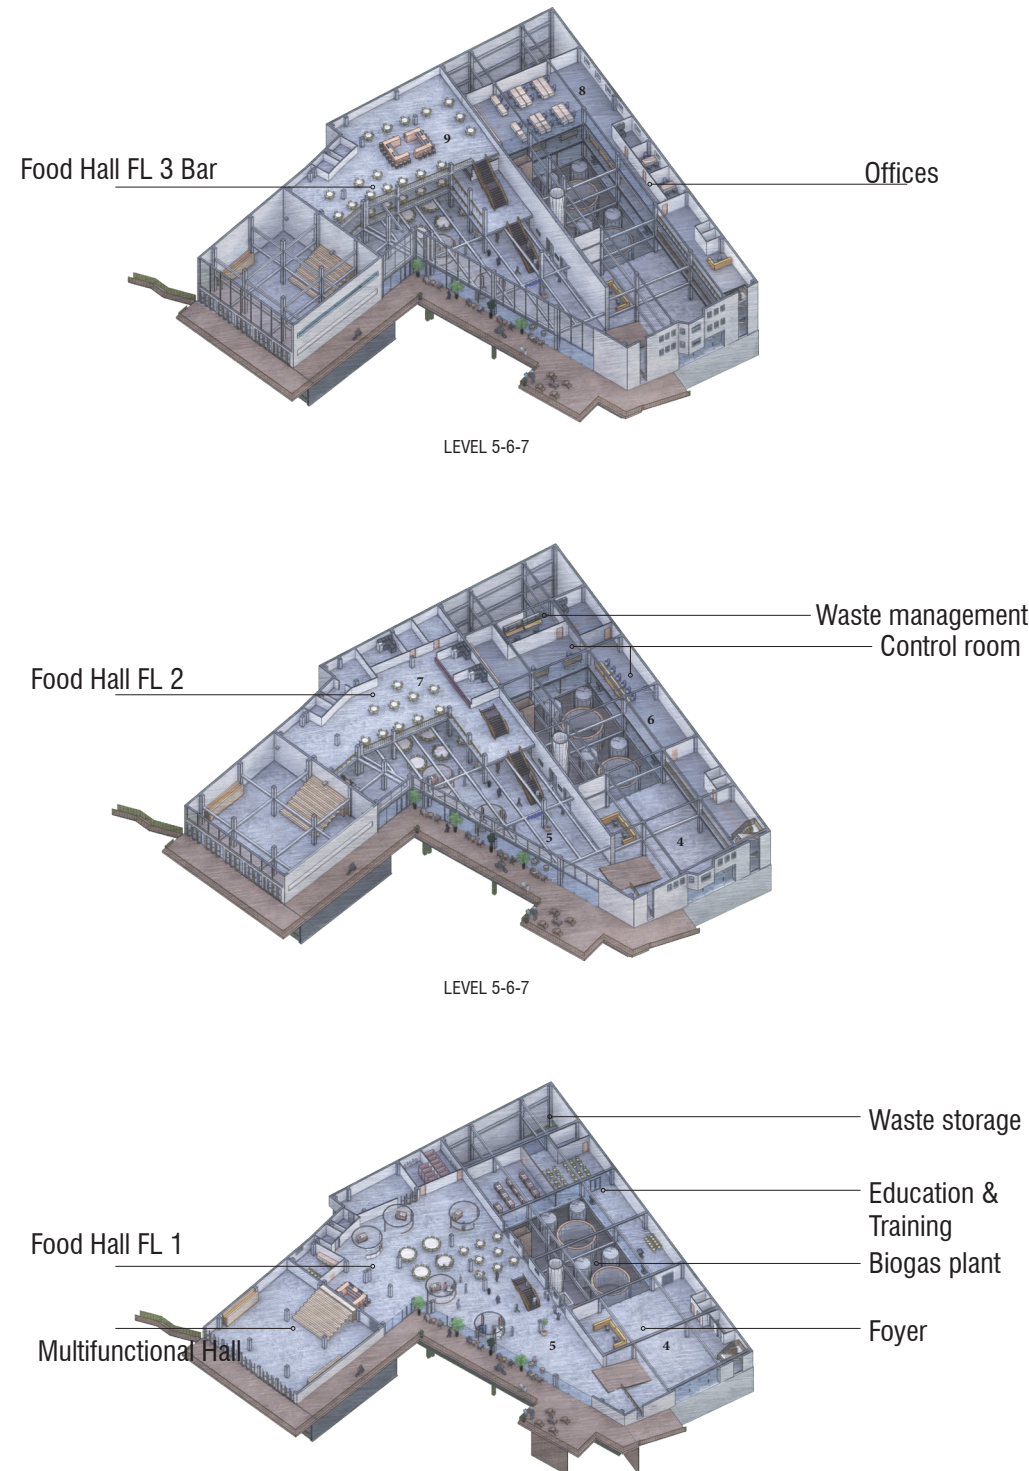 8
9
Food Hall FL 3 Bar
Offices
LEVEL 5-6-7
Waste management
Control room
Food Hall FL 2
7
6
5
4
LEVEL 5-6-7
Waste storage
Education &
Training
Food Hall FL 1
Biogas plant
Foyer
Multifunctional Hall
5
4